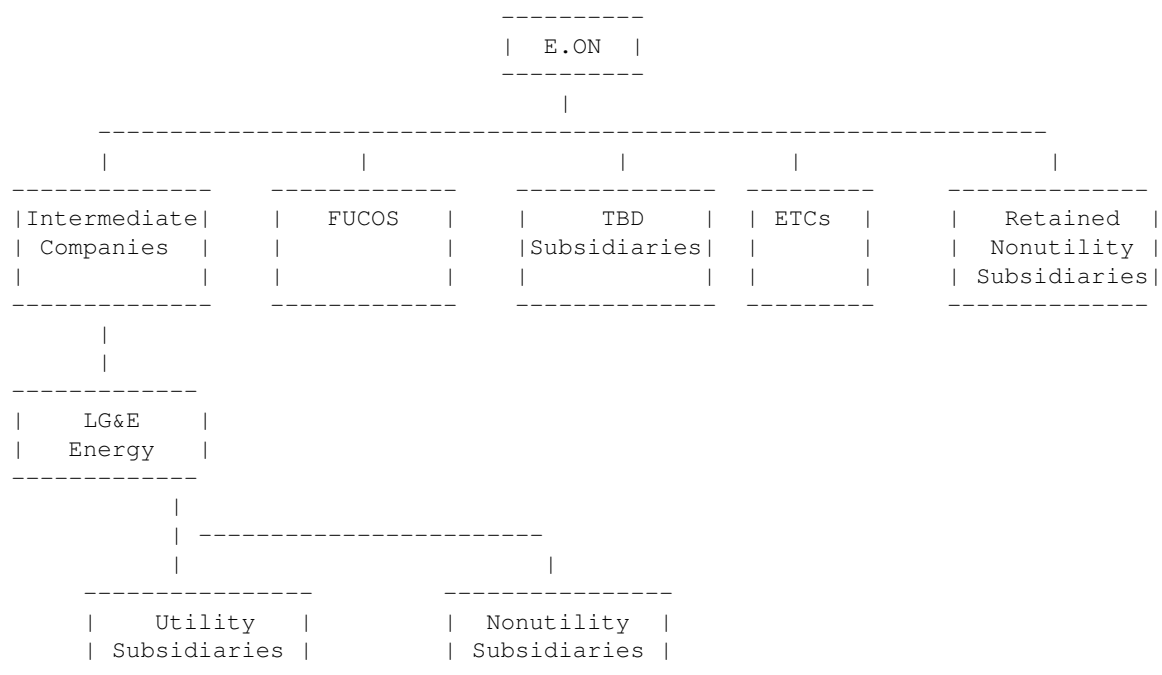 E.ON
Intermediate FUCOS TBD ETCs Retained
Companies Subsidiaries Nonutility
Subsidiaries
LG&E
Energy
Utility Nonutility
Subsidiaries Subsidiaries